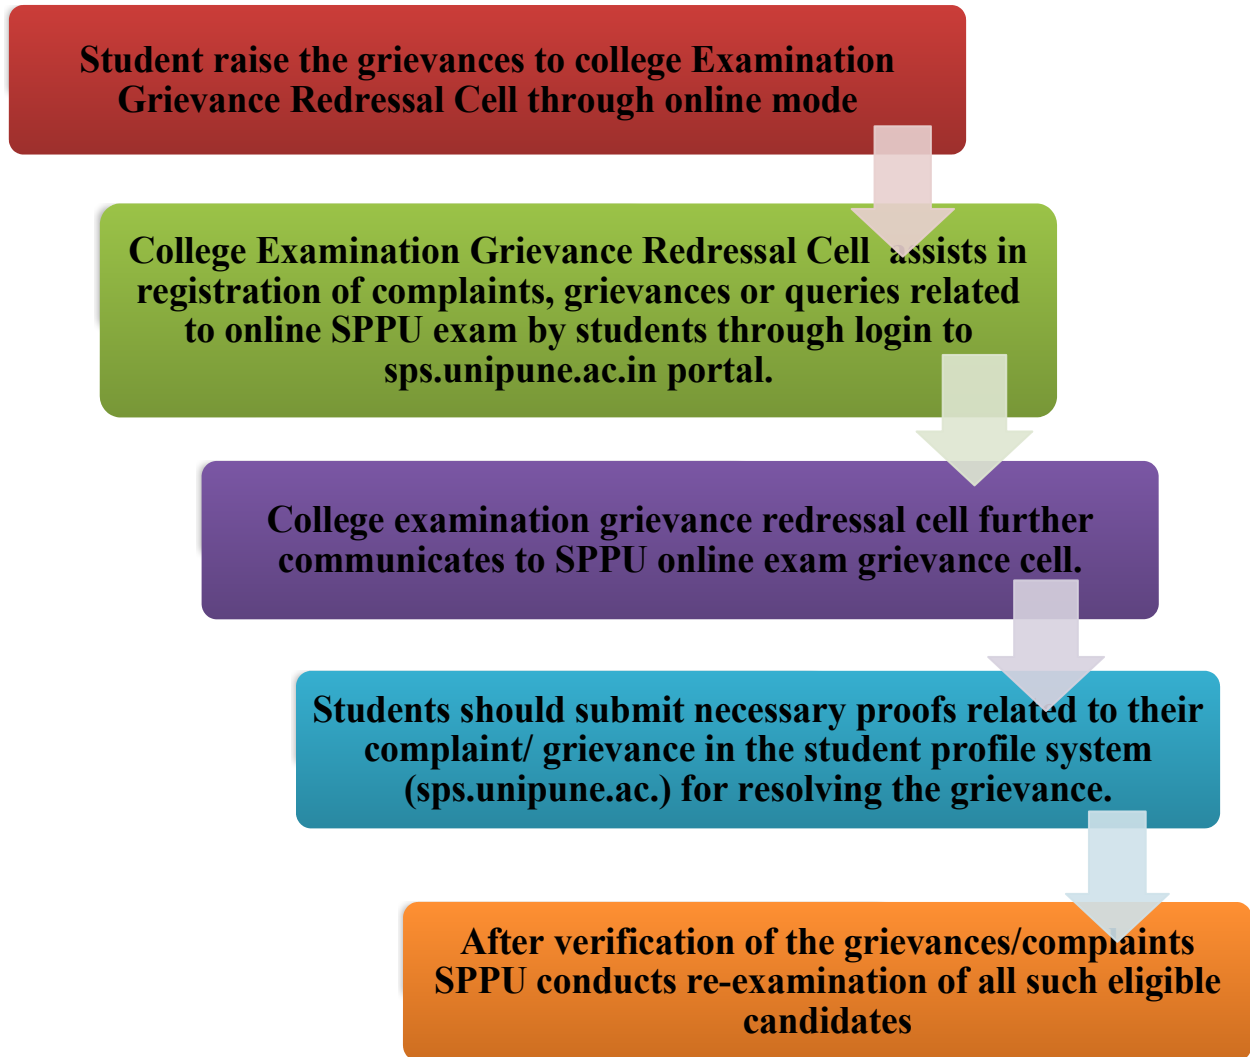 Student raise the grievances to college Examination
Grievance Redressal Cell through online mode
College Examination Grievance Redressal Cell  assists in
registration of complaints, grievances or queries related
to online SPPU exam by students through login to
sps.unipune.ac.in portal.
College examination grievance redressal cell further
communicates to SPPU online exam grievance cell.
Students should submit necessary proofs related to their
complaint/ grievance in the student profile system
(sps.unipune.ac.) for resolving the grievance.
After verification of the grievances/complaints
SPPU conducts re-examination of all such eligible
candidates